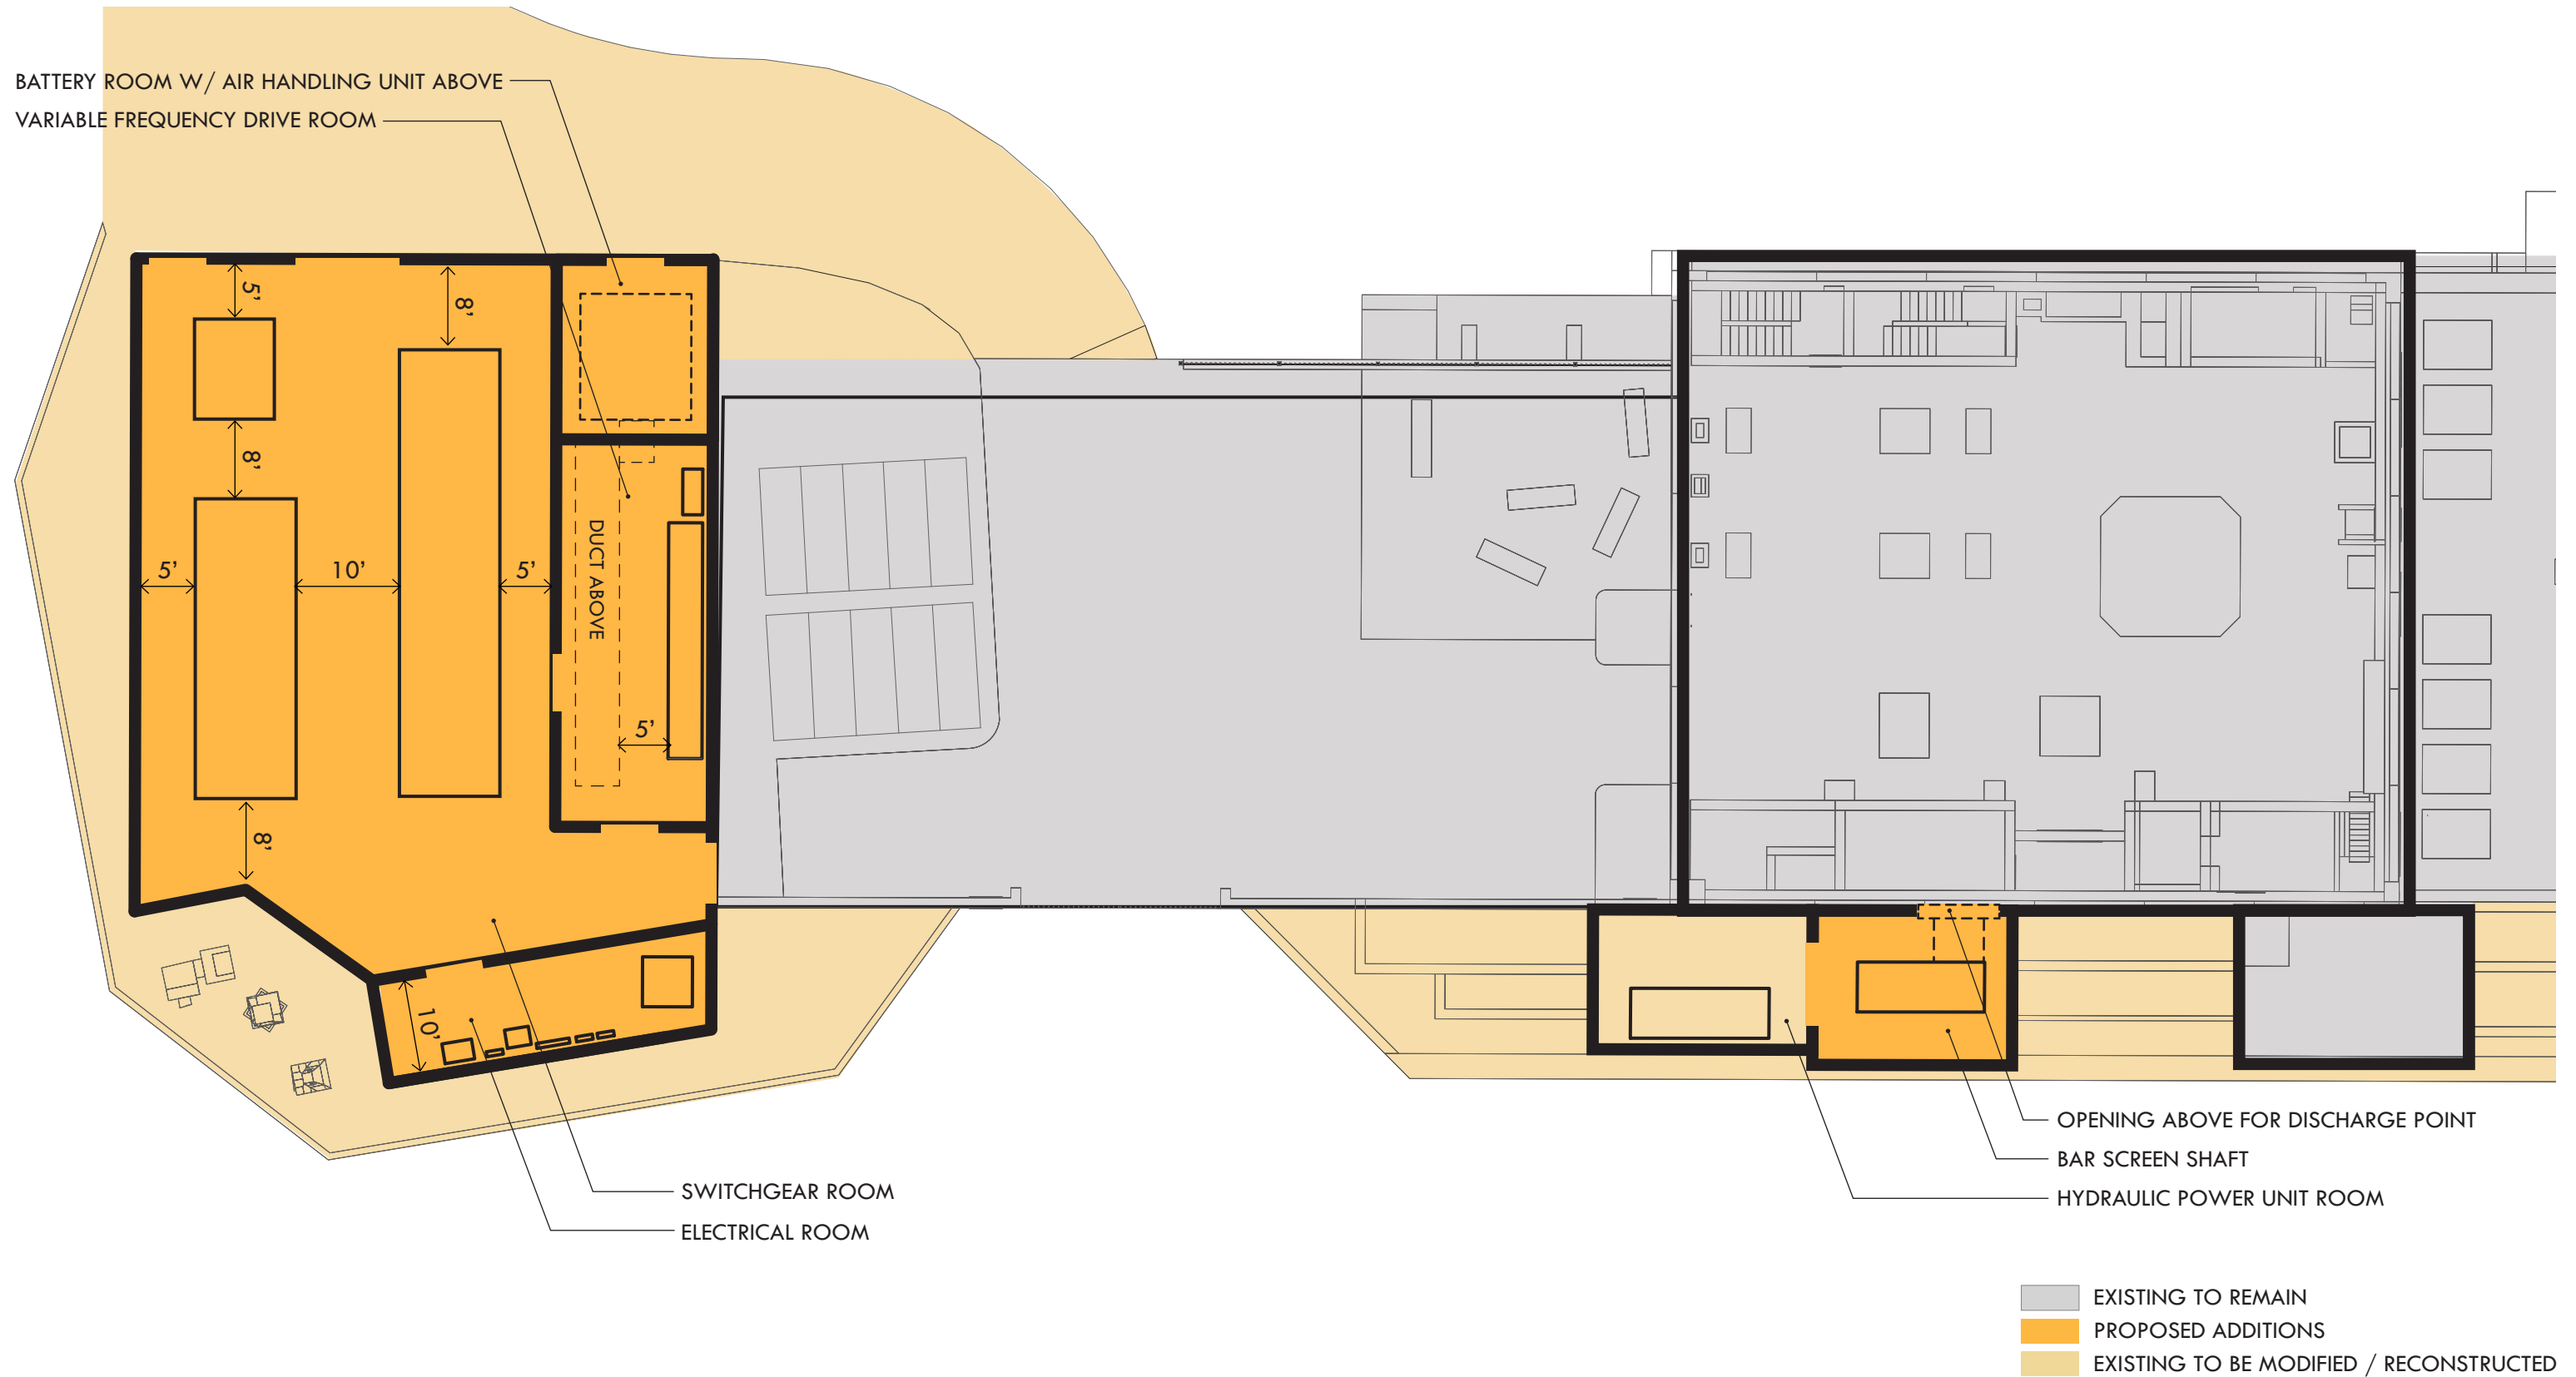 BATTERY ROOM W/ AIR HANDLING UNIT ABOVE
VARIABLE FREQUENCY DRIVE ROOM
5’
8’
8’
5’
10’
5’
DUCT ABOVE
5’
8’
10’
SWITCHGEAR ROOM
ELECTRICAL ROOM
OPENING ABOVE FOR DISCHARGE POINT
BAR SCREEN SHAFT
HYDRAULIC POWER UNIT ROOM
EXISTING TO REMAIN
PROPOSED ADDITIONS
EXISTING TO BE MODIFIED / RECONSTRUCTED